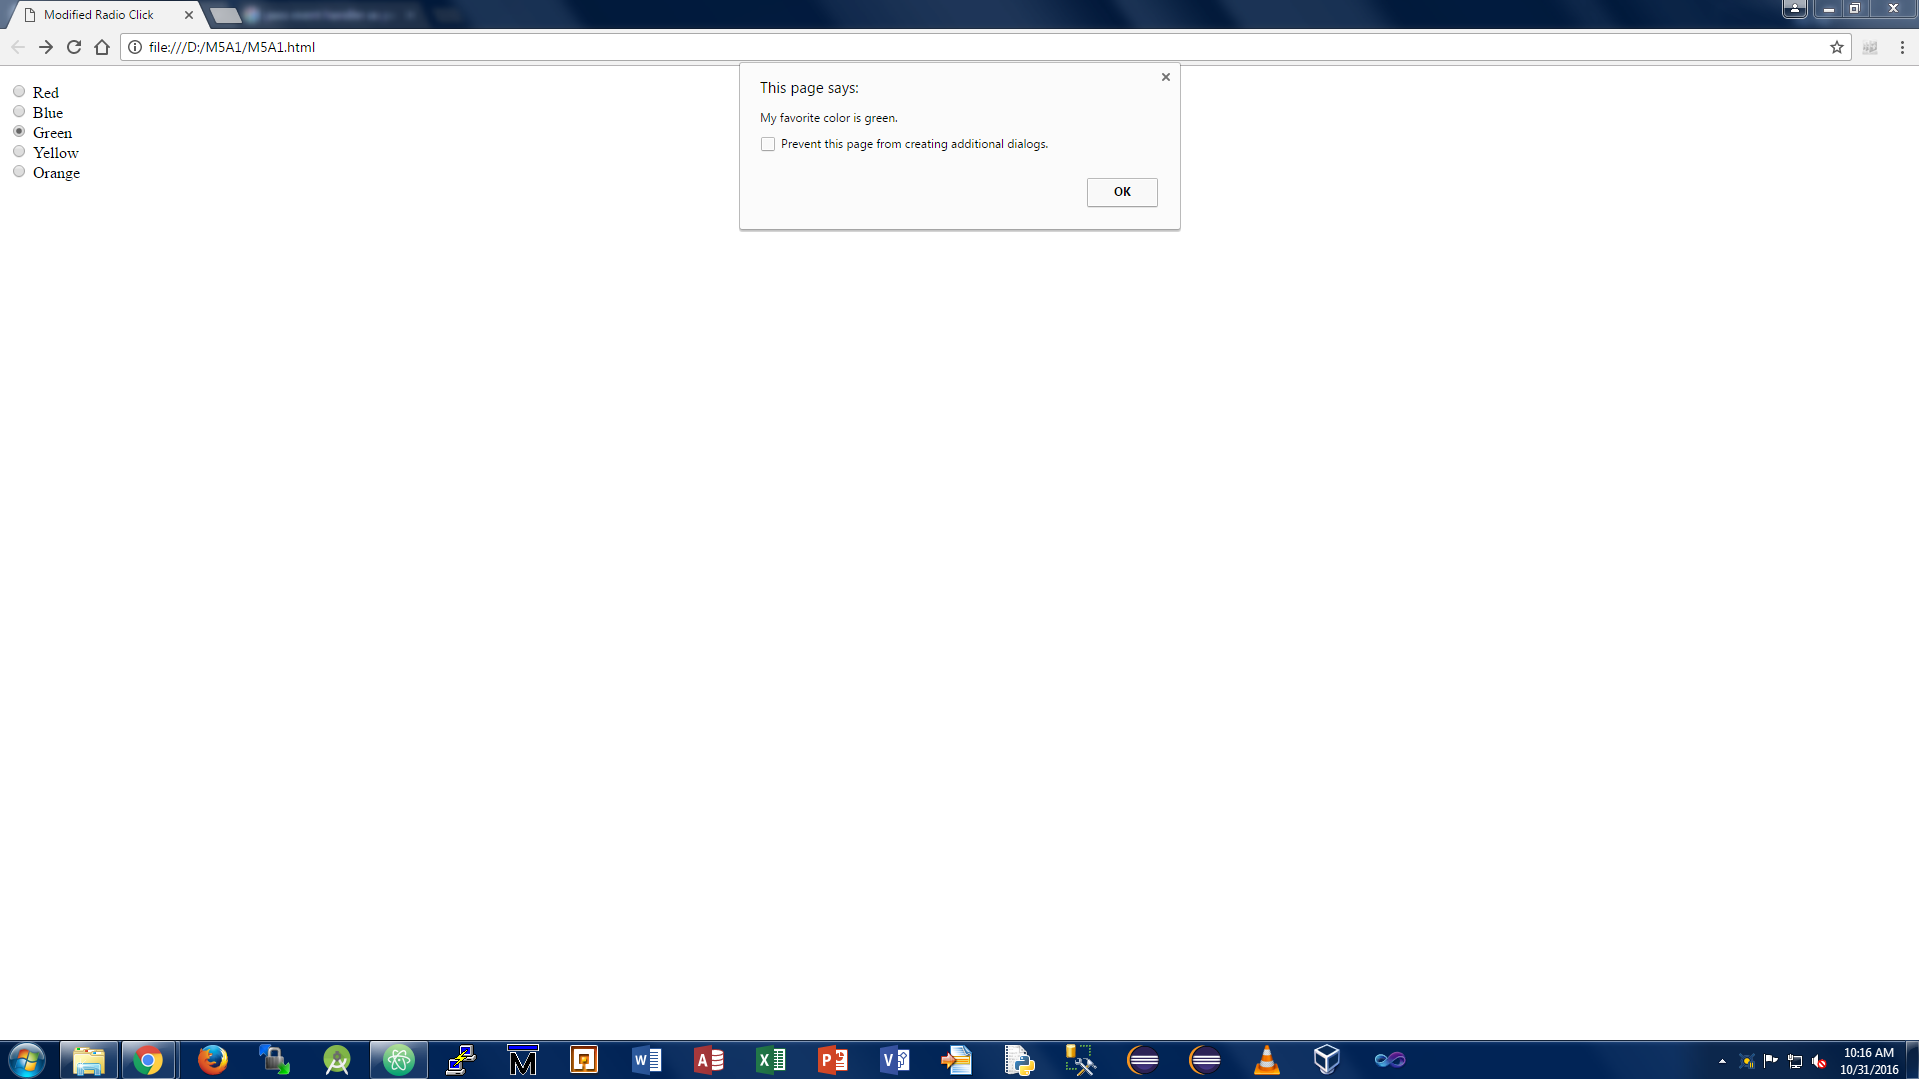 Modified Radio Click
file:///D:/M5A1/M5A1.html
Red
Blue
Green
Yellow
Orange
This page says:
My favorite color is green.
Prevent this page from creating additional dialogs.
OK
10:16 AM
10/31/2016